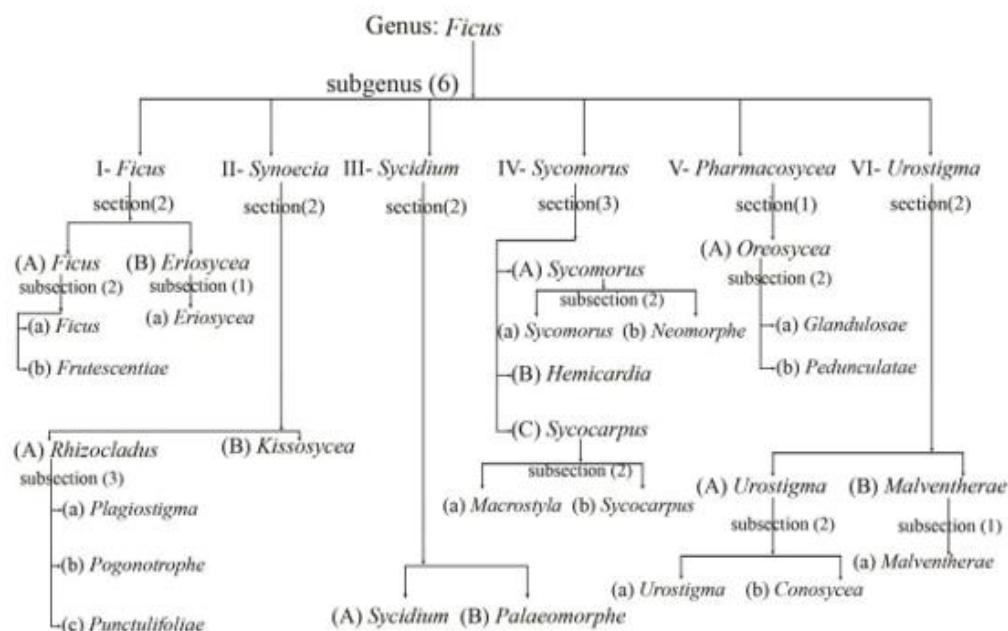 Genus: Ficus
subgenus (6)
I- Ficus
II- Synoecia
III- Sycidium
IV- Sycomorus
V- Pharmacosycea
VI- Urostigma
section(2)
section(2)
section(2)
section(3)
section(1)
section(2)
(A) Ficus
(B) Eriosycea
subsection (2)
subsection (1)
(a) Ficus
(a) Eriosycea
(b) Frutescentiae
(A) Sycomorus
subsection (2)
(a) Sycomorus
(b) Neomorphe
(B) Hemicardia
(C) Sycocarpus
subsection (2)
(a) Macrostyla
(b) Sycocarpus
(A) Oreosycea
subsection (2)
(a) Glandulosae
(b) Pedunculatae
(A) Rhizocladus
(B) Kissosycea
subsection (3)
(a) Plagiostigma
(b) Pogonotrophe
(c) Punctulifoliae
(A) Sycidium
(B) Palaeomorphe
(A) Urostigma
(B) Malventherae
subsection (2)
subsection (1)
(a) Urostigma
(b) Conosycea
(a) Malventherae